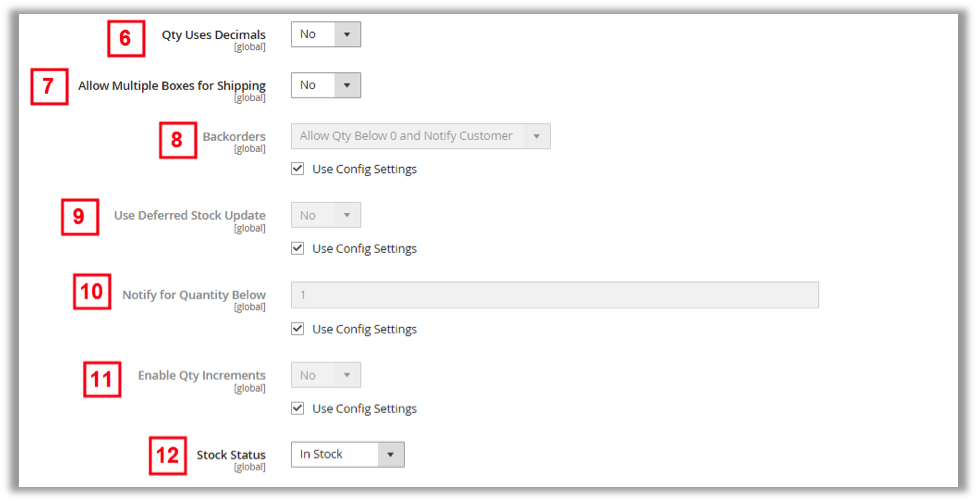 6 Qty Uses Decimals No
[global]
7 Allow Multiple Boxes for Shipping No
[global]
8 Backorders Allow Qty Below 0 and Notify Customer
[global]
Use Config Settings
9 Use Deferred Stock Update No
[global]
Use Config Settings
10 Notify for Quantity Below 1
[global]
Use Config Settings
11 Enable Qty Increments No
[global]
Use Config Settings
12 Stock Status In Stock
[global]